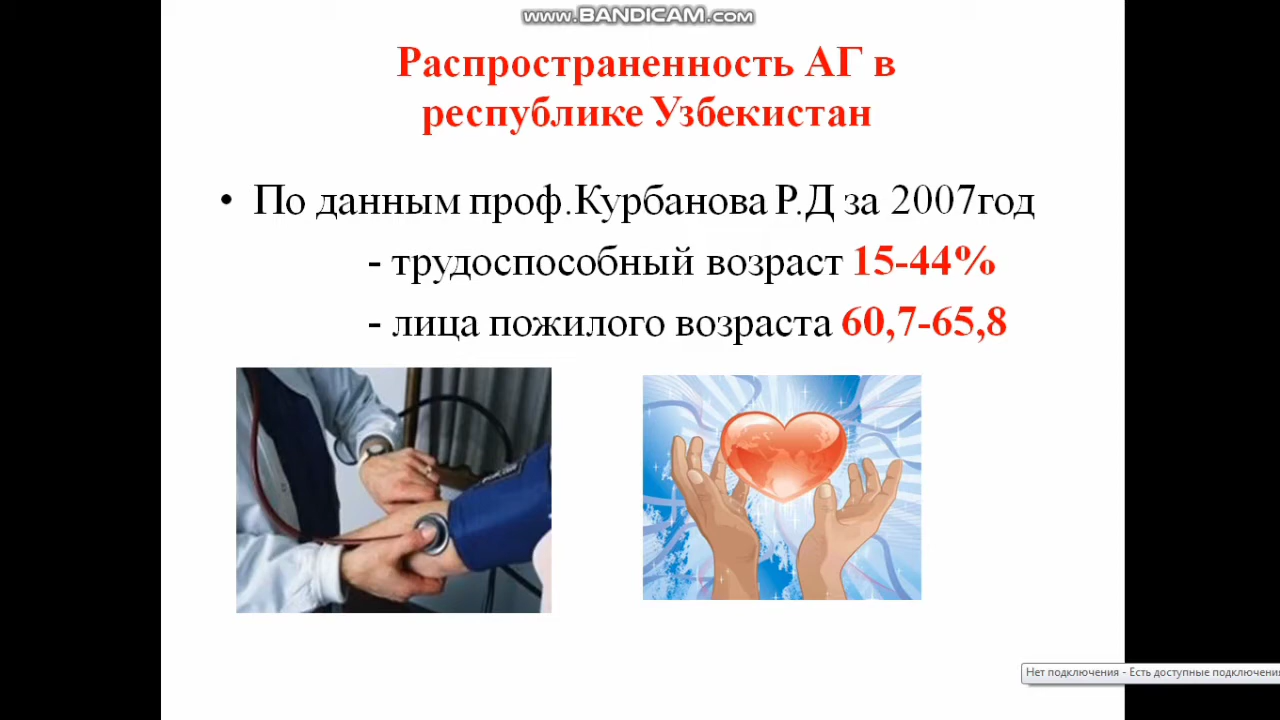 www.BANDICAM.com
Распространенность АГ в
республике Узбекистан
• По данным проф.Курбанова Р.Д за 2007год
- трудоспособный возраст 15-44%
- лица пожилого возраста 60,7-65,8
Нет подключения - Есть доступные подключения